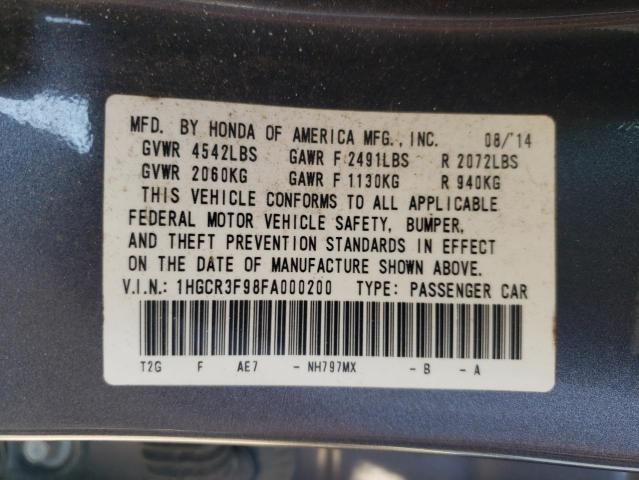 MFD. BY HONDA OF AMERICA MFG., INC. 08/'14
GVWR 4542LBS GAWR F 2491LBS R 2072LBS
GVWR 2060KG GAWR F 1130KG R 940KG
THIS VEHICLE CONFORMS TO ALL APPLICABLE
FEDERAL MOTOR VEHICLE SAFETY, BUMPER,
AND THEFT PREVENTION STANDARDS IN EFFECT
ON THE DATE OF MANUFACTURE SHOWN ABOVE.
V.I.N.: 1HGCR3F98FA000200 TYPE: PASSENGER CAR
T2G F AE7 - NH797MX - B - A